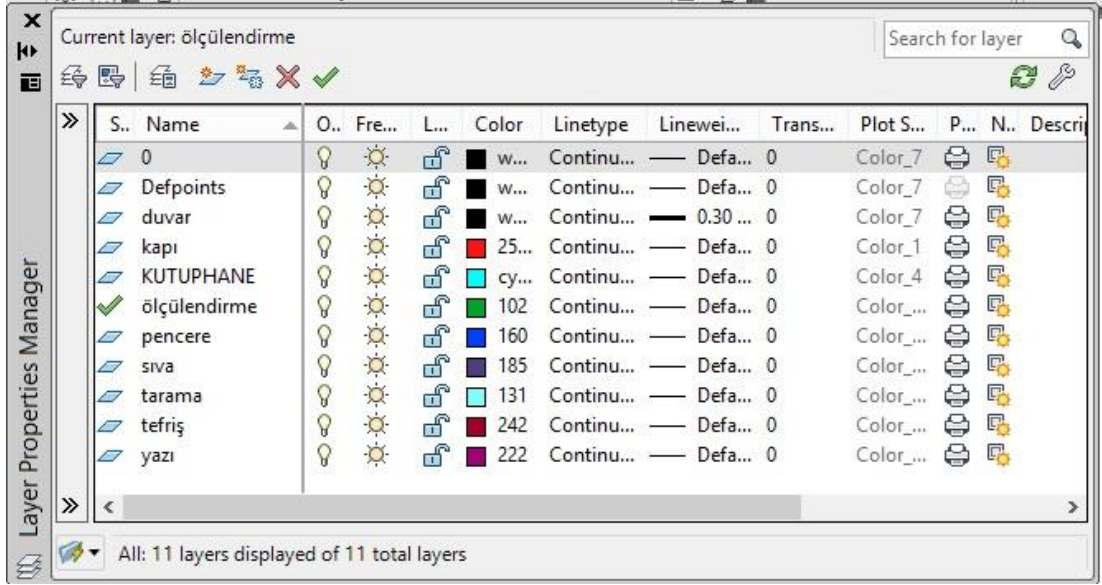 Current layer: ölçülendirme
Search for layer
S.. Name O.. Fre... L... Color Linetype Linewei... Trans... Plot S... P... N.. Descrip
0 w... Continu... Defa... 0 Color_7
Defpoints w... Continu... Defa... 0 Color_7
duvar w... Continu... 0.30 ... 0 Color_7
kapı 25... Continu... Defa... 0 Color_1
KUTUPHANE cy... Continu... Defa... 0 Color_4
ölçülendirme 102 Continu... Defa... 0 Color_...
pencere 160 Continu... Defa... 0 Color_...
sıva 185 Continu... Defa... 0 Color_...
tarama 131 Continu... Defa... 0 Color_...
tefriş 242 Continu... Defa... 0 Color_...
yazı 222 Continu... Defa... 0 Color_...
All: 11 layers displayed of 11 total layers
Layer Properties Manager